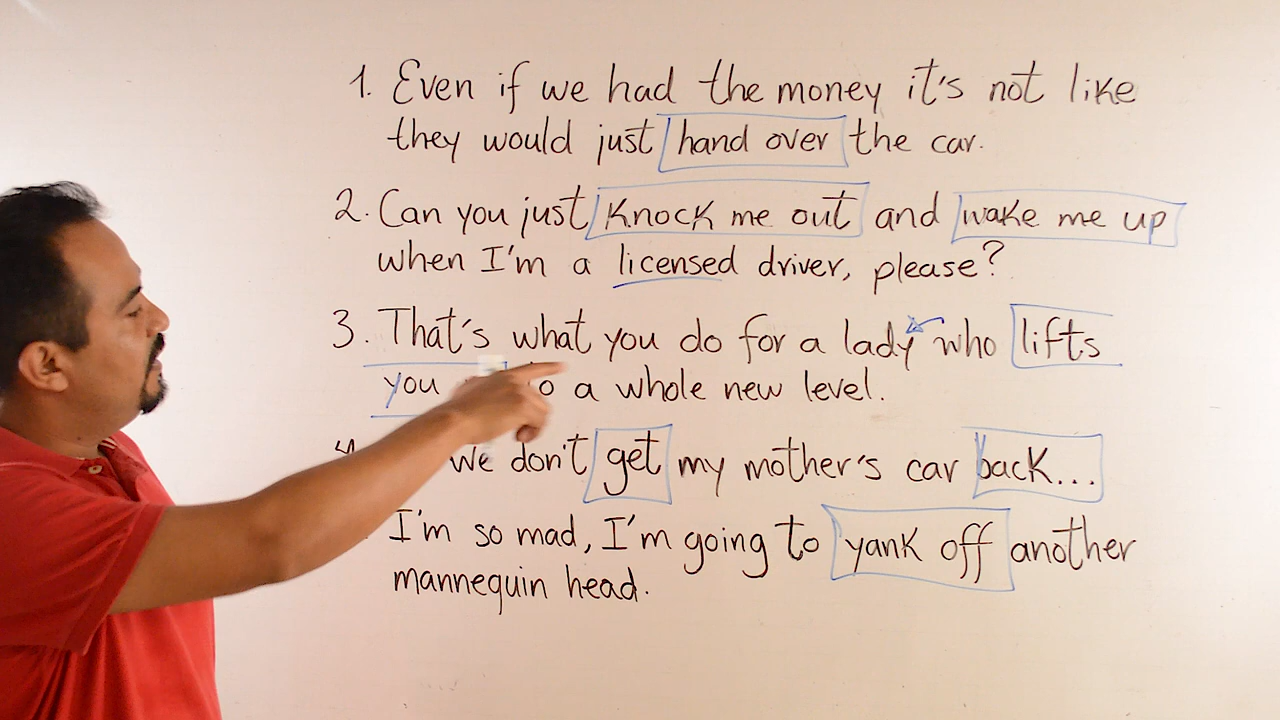 1. Even if we had the money it's not like
they would just hand over the car.
2. Can you just knock me out and wake me up
when I'm a licensed driver, please?
3. That's what you do for a lady who lifts
you a whole new level.
we don't get my mother's car back...
I'm so mad, I'm going to yank off another
mannequin head.